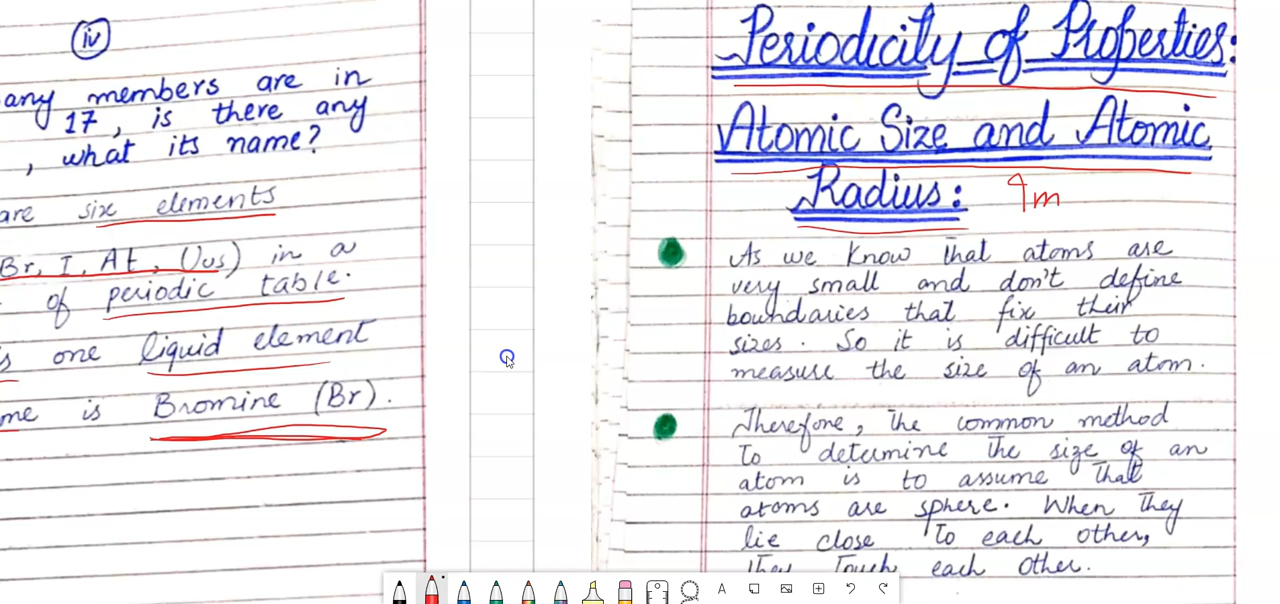 iv
any members are in
17, is there any
, what its name?
are six elements
Br, I, At, Uus) in a
of periodic table.
is one liquid element
me is Bromine (Br).
Periodicity of Properties:
Atomic Size and Atomic
Radius:
As we know that atoms are
very small and don't define
boundaries that fix their
sizes. So it is difficult to
measure the size of an atom.
Therefore, the common method
to determine the size of an
atom is to assume that
atoms are sphere. When they
lie close to each other,
they touch each other.
A